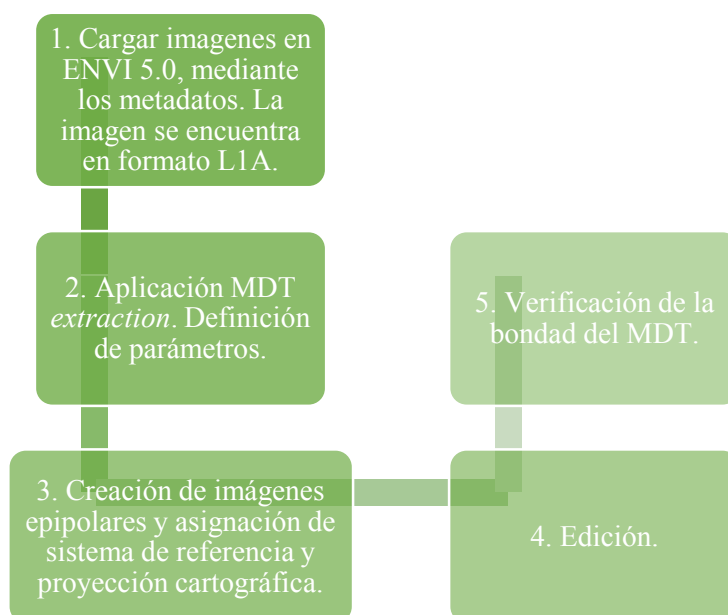 1. Cargar imagenes en
ENVI 5.0, mediante
los metadatos. La
imagen se encuentra
en formato L1A.
2. Aplicación MDT
extraction. Definición
de parámetros.
3. Creación de imágenes
epipolares y asignación de
sistema de referencia y
proyección cartográfica.
4. Edición.
5. Verificación de la
bondad del MDT.